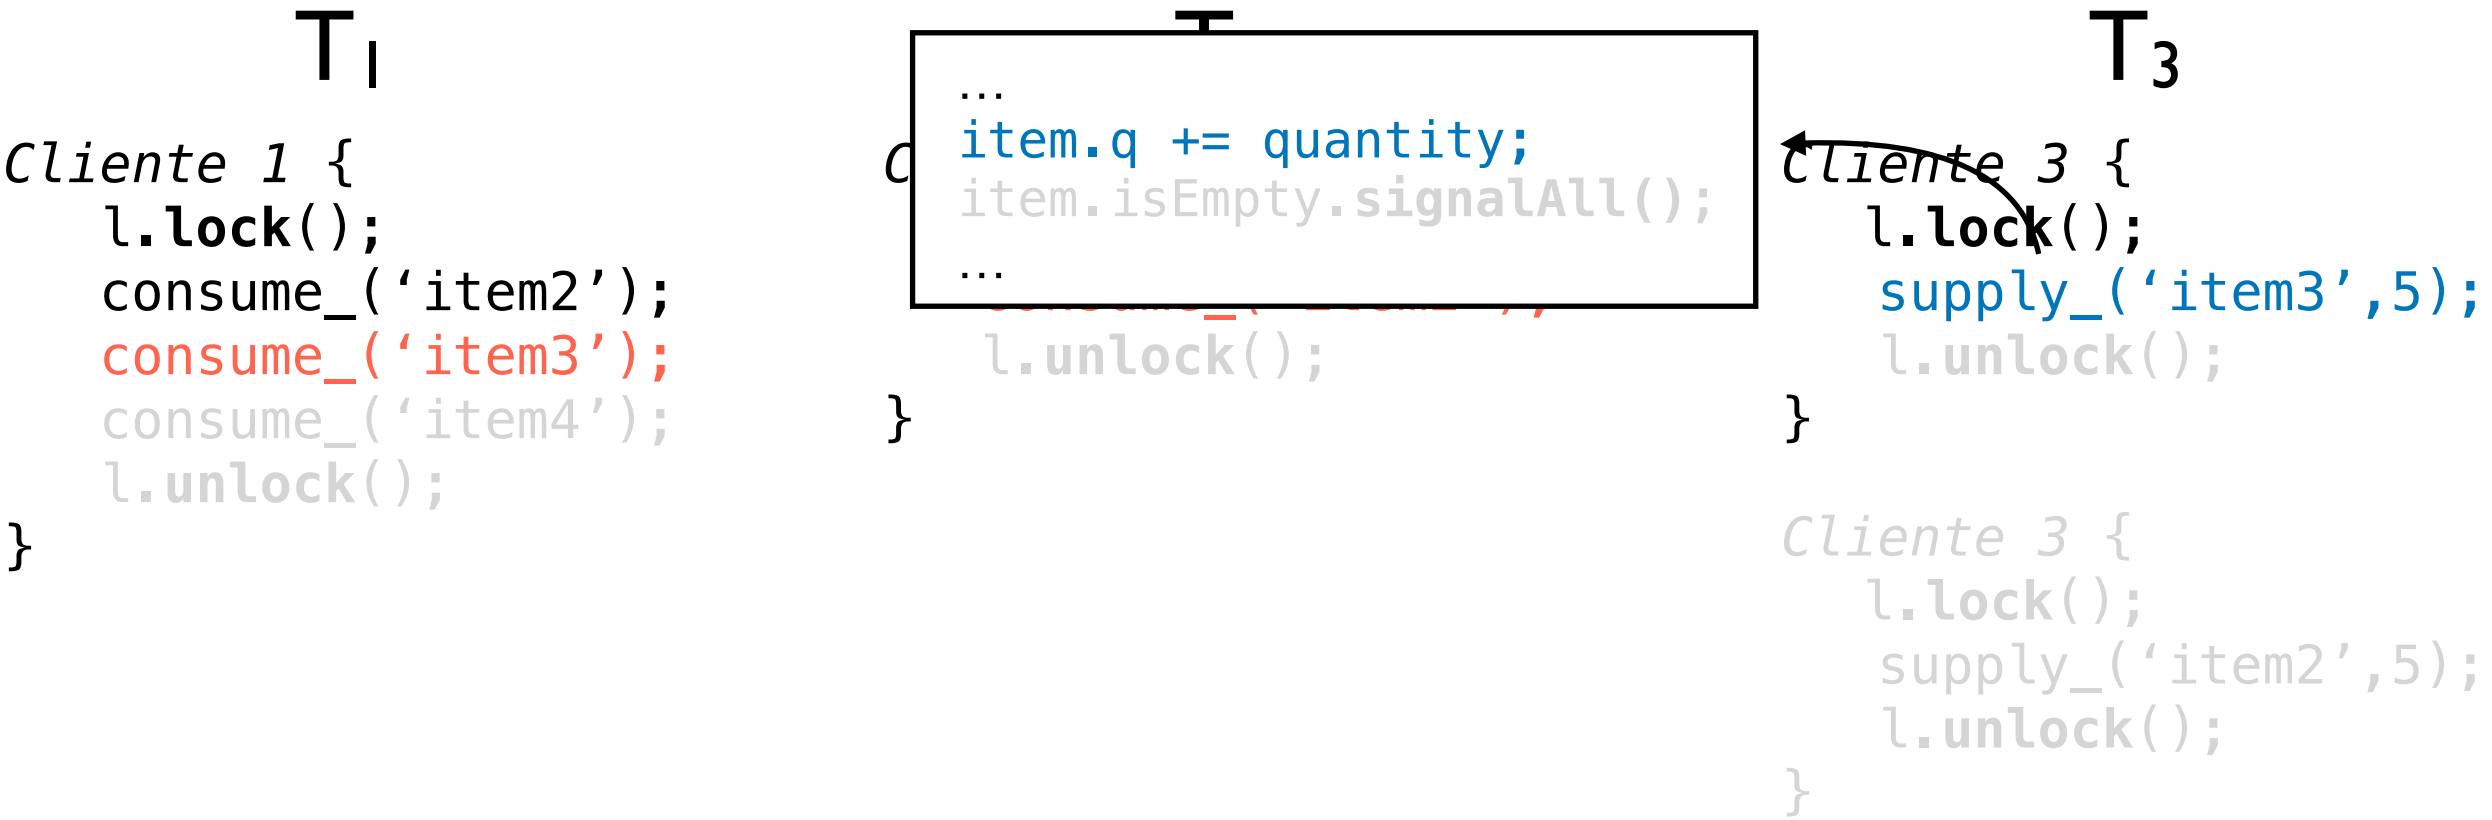 T1
Cliente 1 {
l.lock();
consume_(‘item2’);
consume_(‘item3’);
consume_(‘item4’);
l.unlock();
}
T
C
…
item.q += quantity;
item.isEmpty.signalAll();
…
l.unlock();
}
T3
Cliente 3 {
l.lock();
supply_(‘item3’,5);
l.unlock();
}
Cliente 3 {
l.lock();
supply_(‘item2’,5);
l.unlock();
}